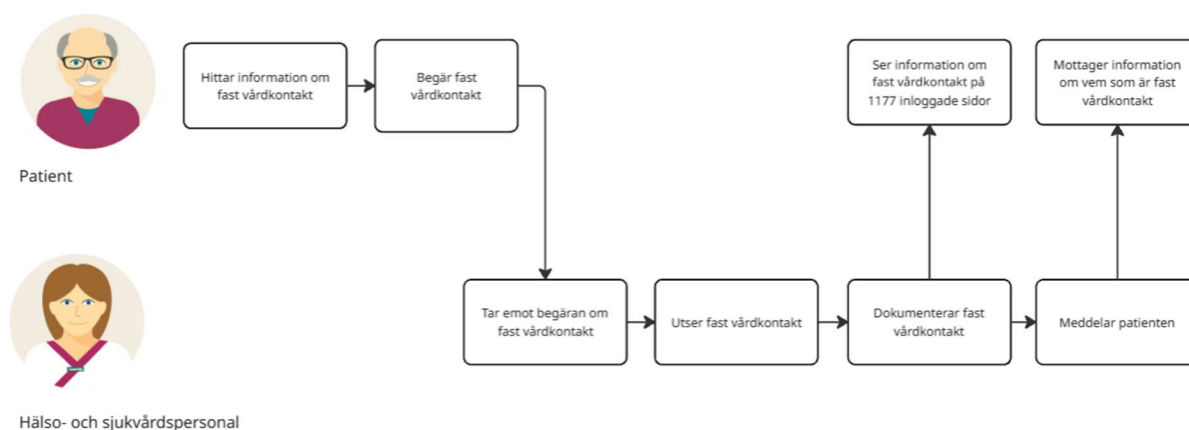 Hittar information om
fast vårdkontakt
Begär fast
vårdkontakt
Ser information om
fast vårdkontakt på
1177 inloggade sidor
Mottager information
om vem som är fast
vårdkontakt
Patient
Tar emot begäran om
fast vårdkontakt
Utser fast vårdkontakt
Dokumenterar fast
vårdkontakt
Meddelar patienten
Hälso- och sjukvårdspersonal